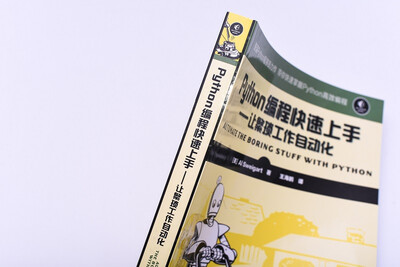 Python编程快速上手
——让繁琐工作自动化
AUTOMATE THE BORING STUFF WITH PYTHON
[美] Al Sweigart 著
王海鹏 译
Python编程快速上手
——让繁琐工作自动化